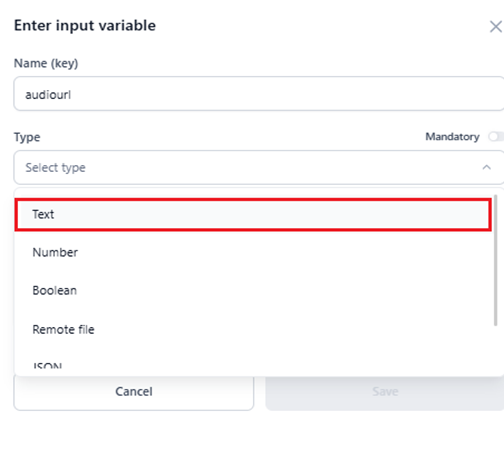 Enter input variable
Name (key)
audiourl
Type Mandatory
Select type
Text
Number
Boolean
Remote file
JSON
Cancel Save